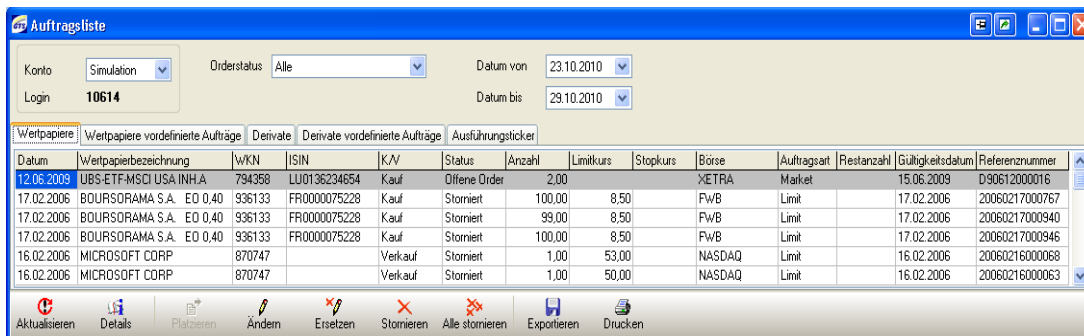 GTS Auftragsliste
Konto Simulation Orderstatus Alle Datum von 23.10.2010
Login 10614 Datum bis 29.10.2010
Wertpapiere Wertpapiere vordefinierte Aufträge Derivate Derivate vordefinierte Aufträge Ausführungsticker
Datum Wertpapierbezeichnung WKN ISIN K/V Status Anzahl Limitkurs Stopkurs Börse Auftragsart Restanzahl Gültigkeitsdatum Referenznummer
12.06.2009 UBS-ETF-MSCI USA INH.A 794358 LU0136234654 Kauf Offene Order 2,00 XETRA Market 15.06.2009 D90612000016
17.02.2006 BOURSORAMA S.A. EO 0,40 936133 FR0000075228 Kauf Storniert 100,00 8,50 FWB Limit 17.02.2006 20060217000767
17.02.2006 BOURSORAMA S.A. EO 0,40 936133 FR0000075228 Kauf Storniert 99,00 8,50 FWB Limit 17.02.2006 20060217000940
17.02.2006 BOURSORAMA S.A. EO 0,40 936133 FR0000075228 Kauf Storniert 100,00 8,50 FWB Limit 17.02.2006 20060217000946
16.02.2006 MICROSOFT CORP 870747 Verkauf Storniert 1,00 53,00 NASDAQ Limit 16.02.2006 20060216000068
16.02.2006 MICROSOFT CORP 870747 Verkauf Storniert 1,00 50,00 NASDAQ Limit 16.02.2006 20060216000063
Aktualisieren Details Platzieren Ändern Ersetzen Stornieren Alle stornieren Exportieren Drucken